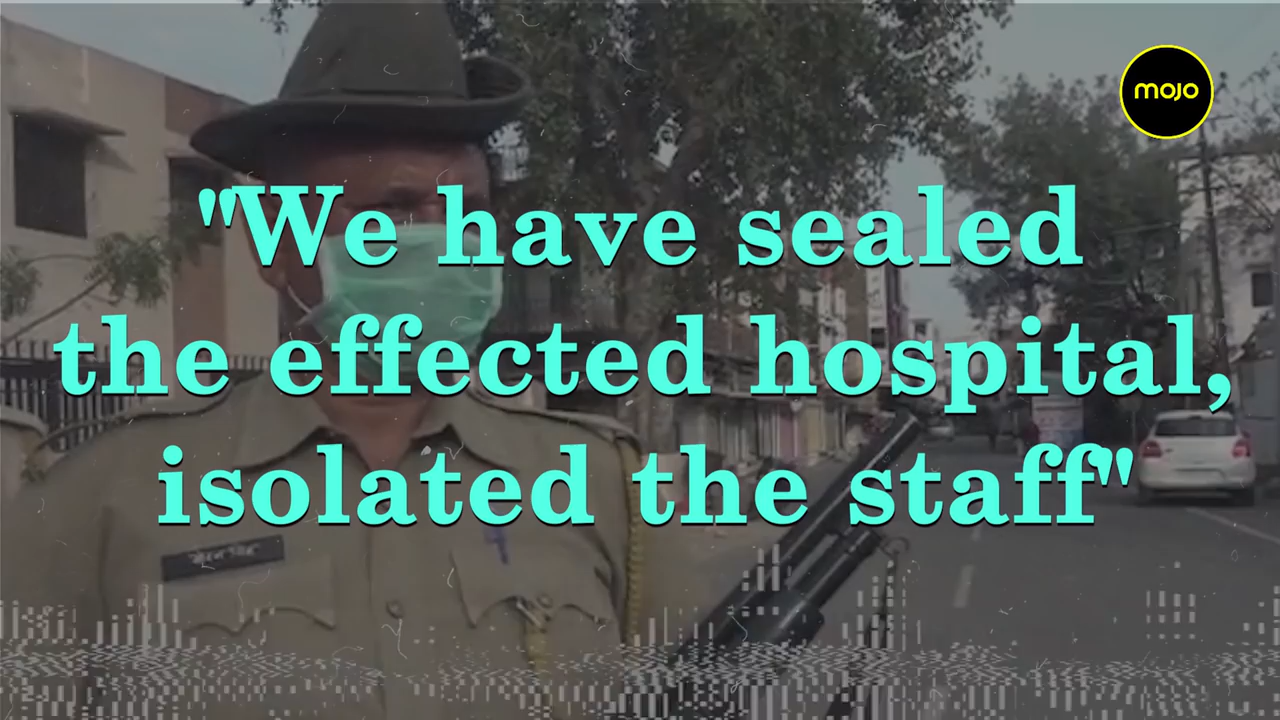 mojo
"We have sealed
the effected hospital,
isolated the staff"